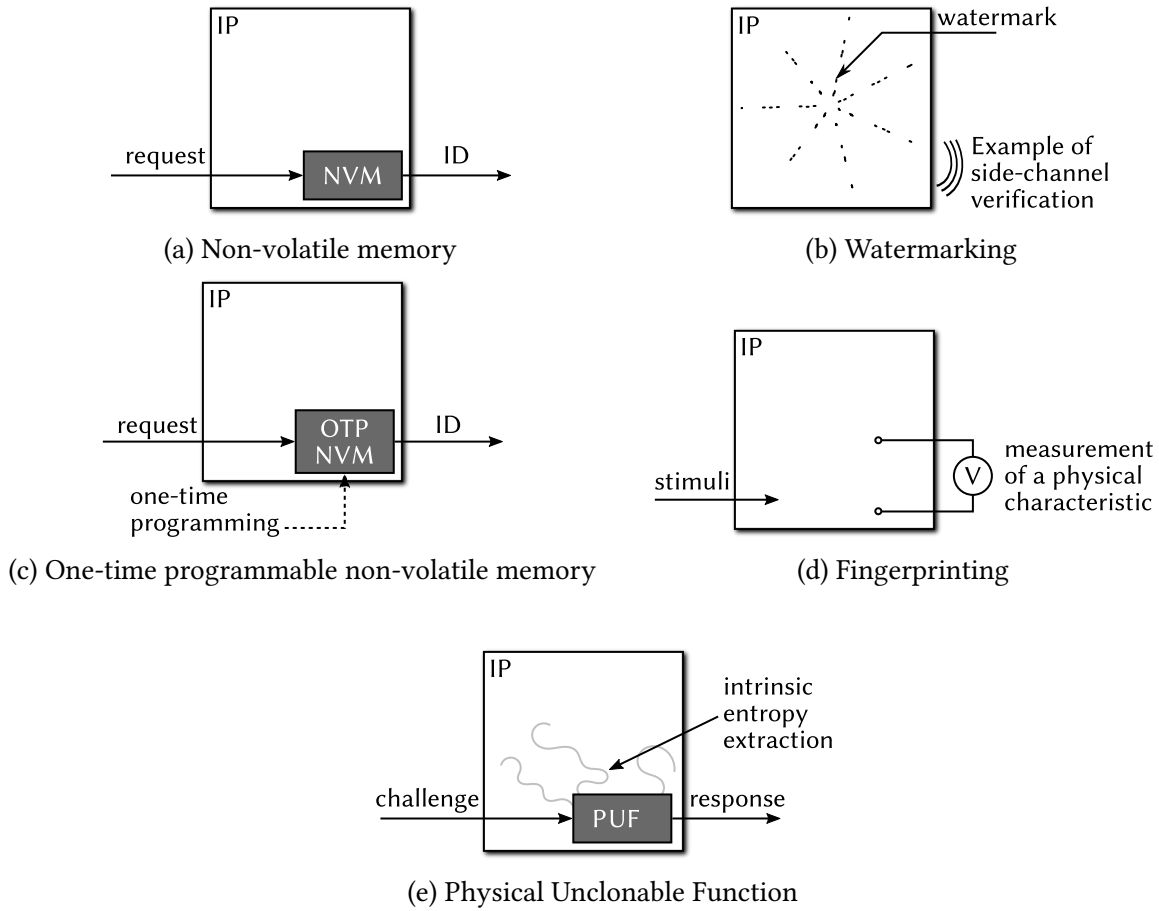 IP
request
NVM
ID
(a) Non-volatile memory
IP
watermark
Example of
side-channel
verification
(b) Watermarking
IP
request
OTP
NVM
ID
one-time
programming
(c) One-time programmable non-volatile memory
IP
stimuli
V
measurement
of a physical
characteristic
(d) Fingerprinting
IP
intrinsic
entropy
extraction
challenge
PUF
response
(e) Physical Unclonable Function